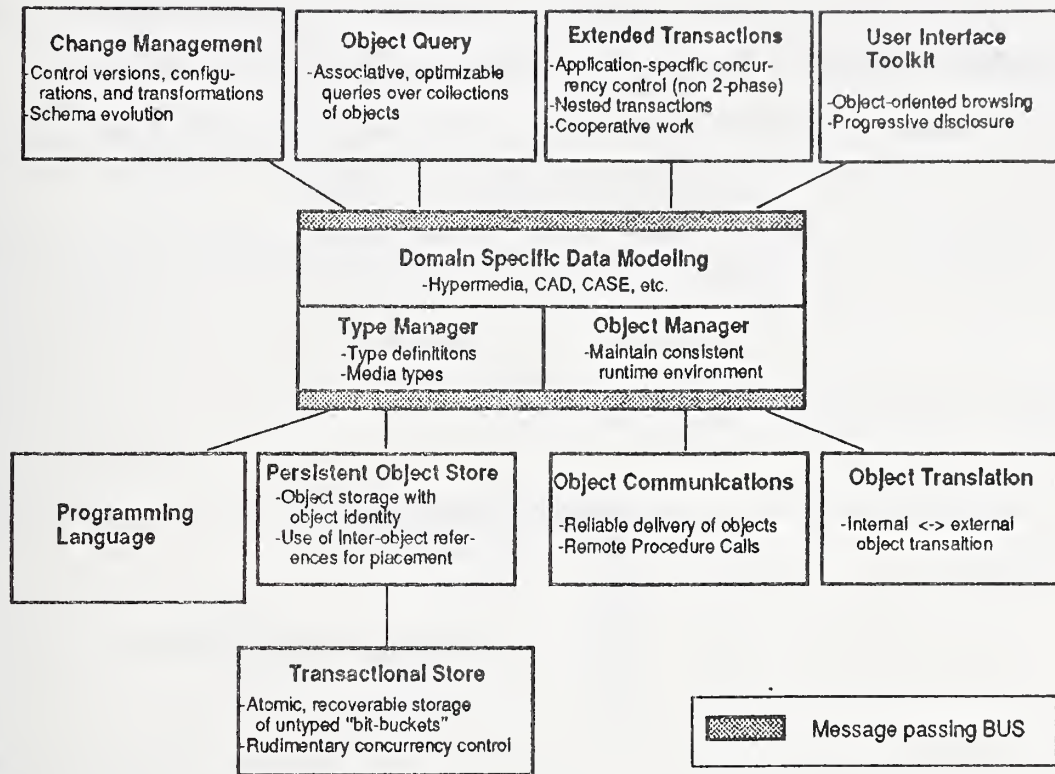 Change Management
-Control versions, configu-
rations, and transformations
-Schema evolution
Object Query
-Associative, optimizable
queries over collections
of objects
Extended Transactions
-Application-specific concur-
rency control (non 2-phase)
-Nested transactions
-Cooperative work
User Interface
Toolkit
-Object-oriented browsing
-Progressive disclosure
Domain Specific Data Modeling
-Hypermedia, CAD, CASE, etc.
Type Manager
-Type definititons
-Media types
Object Manager
-Maintain consistent
runtime environment
Programming
Language
Persistent Object Store
-Object storage with
object identity
-Use of Inter-object refer-
ences for placement
Object Communications
-Reliable delivery of objects
-Remote Procedure Calls
Object Translation
-Internal <-> external
object transaltion
Transactional Store
-Atomic, recoverable storage
of untyped "bit-buckets"
-Rudimentary concurrency control
Message passing BUS